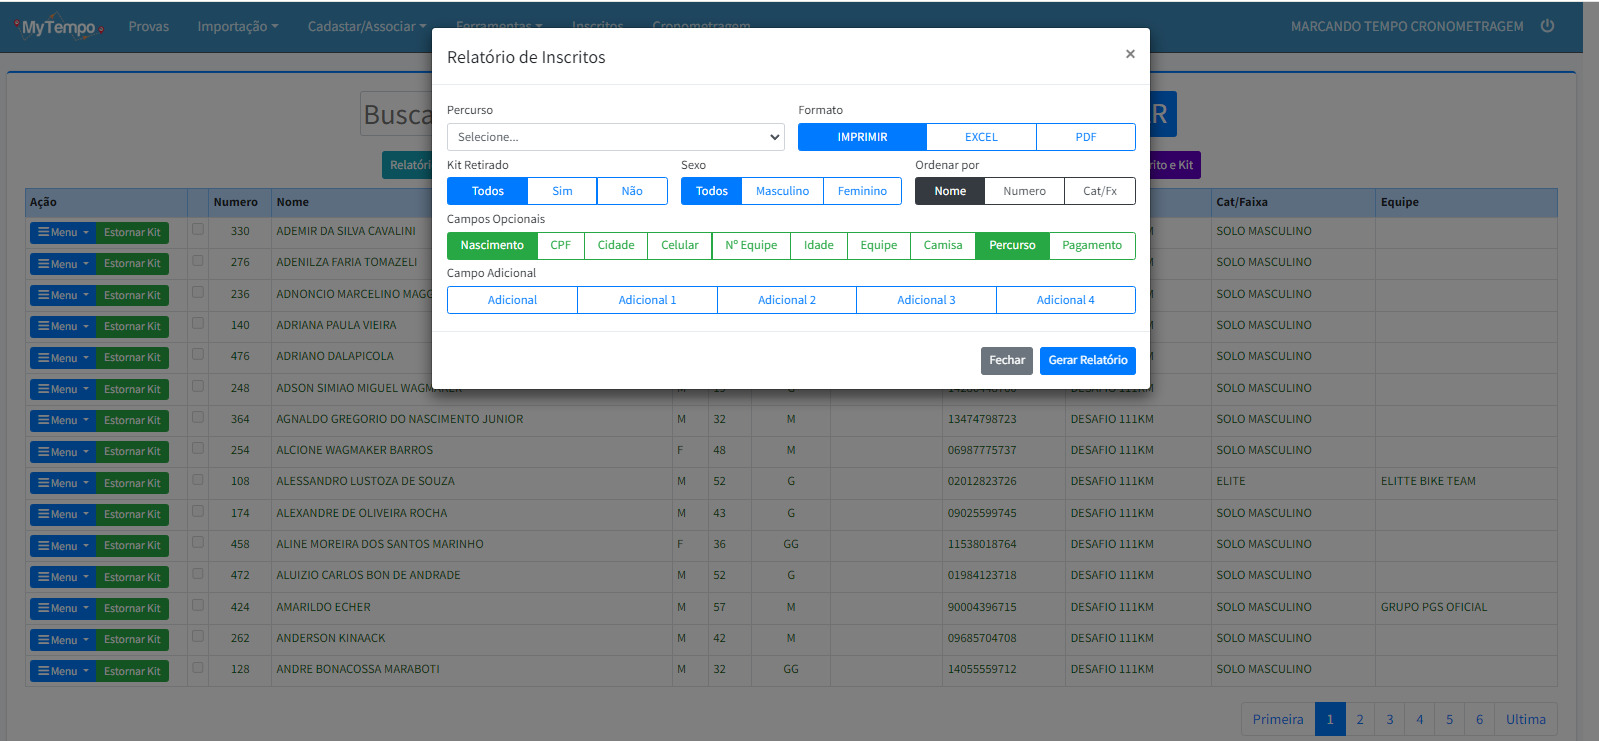 MyTempo Provas Importação Cadastar/Associar Ferramentas Inscritos Cronometragem MARCANDO TEMPO CRONOMETRAGEM
Relatório de Inscritos ×
Percurso Formato
Selecione... IMPRIMIR EXCEL PDF
Kit Retirado Sexo Ordenar por
Todos Sim Não Todos Masculino Feminino Nome Numero Cat/Fx
Campos Opcionais
Nascimento CPF Cidade Celular Nº Equipe Idade Equipe Camisa Percurso Pagamento
Campo Adicional
Adicional Adicional 1 Adicional 2 Adicional 3 Adicional 4
Fechar Gerar Relatório
Ação Numero Nome Cat/Faixa Equipe
Menu Estornar Kit 330 ADEMIR DA SILVA CAVALINI SOLO MASCULINO
Menu Estornar Kit 276 ADENILZA FARIA TOMAZELI SOLO MASCULINO
Menu Estornar Kit 236 ADNONCIO MARCELINO SOLO MASCULINO
Menu Estornar Kit 140 ADRIANA PAULA VIEIRA SOLO MASCULINO
Menu Estornar Kit 476 ADRIANO DALAPICOLA SOLO MASCULINO
Menu Estornar Kit 248 ADSON SIMIAO MIGUEL WAGMAKER SOLO MASCULINO
Menu Estornar Kit 364 AGNALDO GREGORIO DO NASCIMENTO JUNIOR M 32 M 13474798723 DESAFIO 111KM SOLO MASCULINO
Menu Estornar Kit 254 ALCIONE WAGMAKER BARROS F 48 M 06987775737 DESAFIO 111KM SOLO MASCULINO
Menu Estornar Kit 108 ALESSANDRO LUSTOZA DE SOUZA M 52 G 02012823726 DESAFIO 111KM ELITE ELITTE BIKE TEAM
Menu Estornar Kit 174 ALEXANDRE DE OLIVEIRA ROCHA M 43 G 09025599745 DESAFIO 111KM SOLO MASCULINO
Menu Estornar Kit 458 ALINE MOREIRA DOS SANTOS MARINHO F 36 GG 11538018764 DESAFIO 111KM SOLO MASCULINO
Menu Estornar Kit 472 ALUIZIO CARLOS BON DE ANDRADE M 52 G 01984123718 DESAFIO 111KM SOLO MASCULINO
Menu Estornar Kit 424 AMARILDO ECHER M 57 M 90004396715 DESAFIO 111KM SOLO MASCULINO GRUPO PGS OFICIAL
Menu Estornar Kit 262 ANDERSON KINAACK M 42 M 09685704708 DESAFIO 111KM SOLO MASCULINO
Menu Estornar Kit 128 ANDRE BONACOSSA MARABOTI M 32 GG 14055559712 DESAFIO 111KM SOLO MASCULINO
Primeira 1 2 3 4 5 6 Ultima